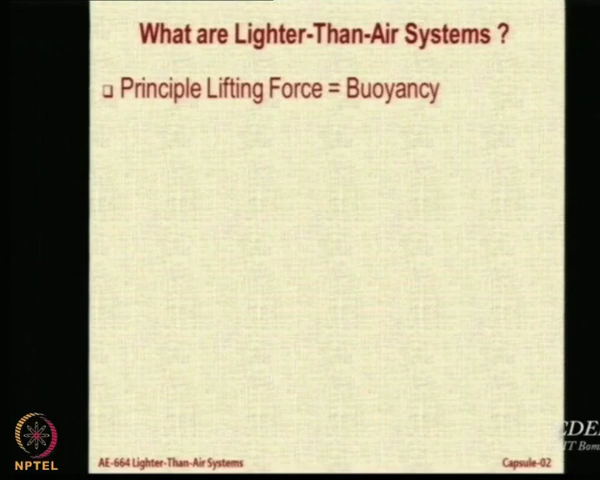 What are Lighter-Than-Air Systems ?
Principle Lifting Force = Buoyancy
NPTEL
AE-664 Lighter-Than-Air Systems
Capsule-02